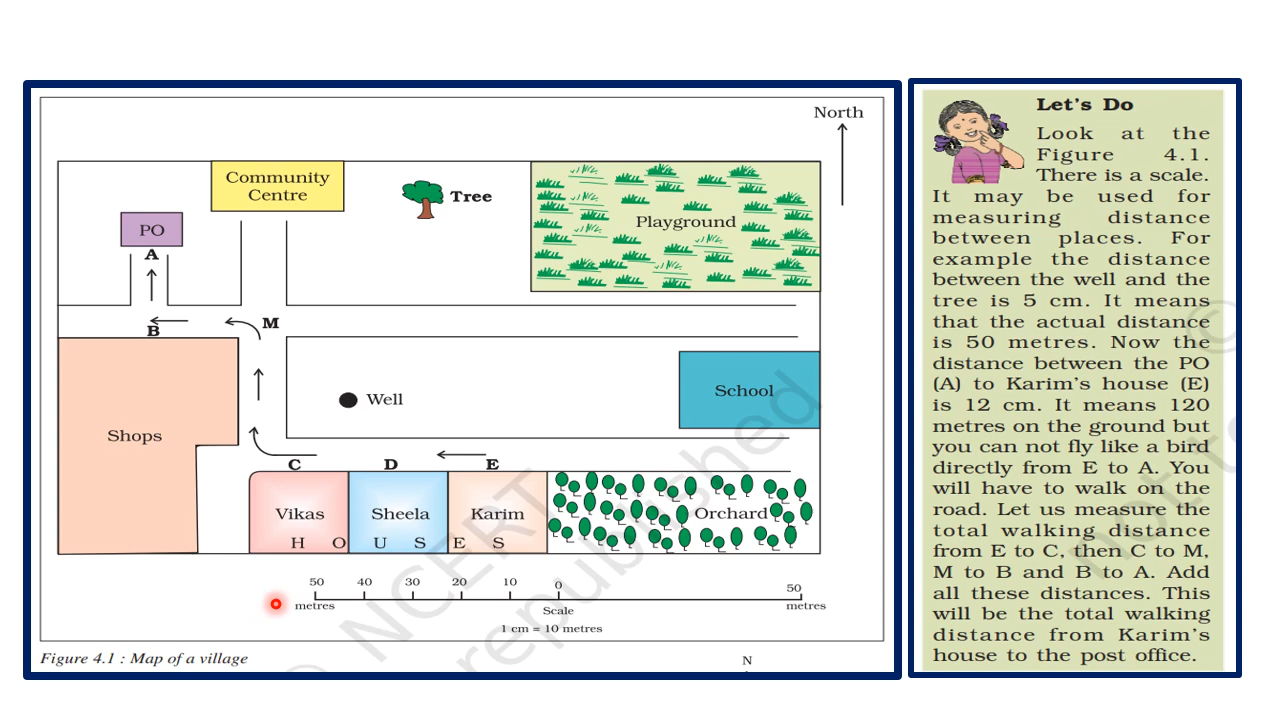 North
Community
Centre
Tree
Playground
PO
A
B
M
School
Well
Shops
C
D
E
Vikas
Sheela
Karim
Orchard
H O U S E S
50 40 30 20 10 0 50
metres
metres
Scale
1 cm = 10 metres
Figure 4.1 : Map of a village
N
© NCERT
not to be republished
Let's Do
Look at the
Figure 4.1.
There is a scale.
It may be used for
measuring distance
between places. For
example the distance
between the well and the
tree is 5 cm. It means
that the actual distance
is 50 metres. Now the
distance between the PO
(A) to Karim's house (E)
is 12 cm. It means 120
metres on the ground but
you can not fly like a bird
directly from E to A. You
will have to walk on the
road. Let us measure the
total walking distance
from E to C, then C to M,
M to B and B to A. Add
all these distances. This
will be the total walking
distance from Karim's
house to the post office.
©
not to